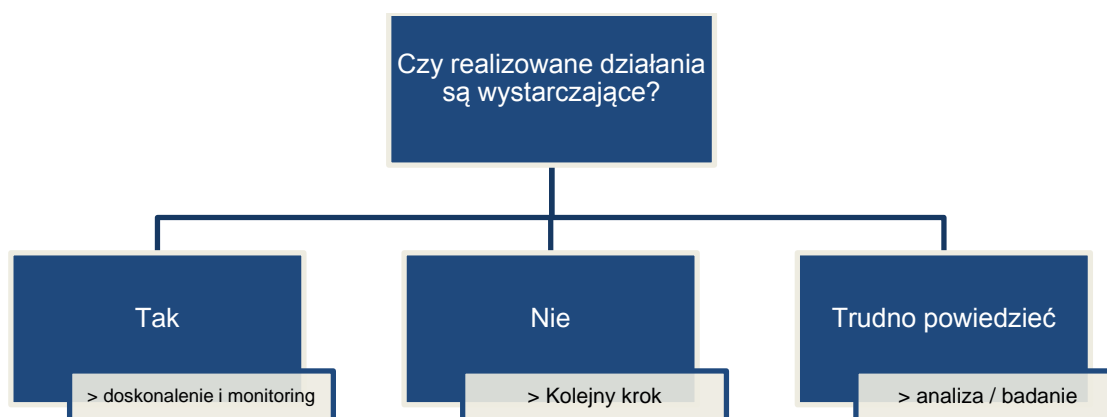 Czy realizowane działania
są wystarczające?
Tak
> doskonalenie i monitoring
Nie
> Kolejny krok
Trudno powiedzieć
> analiza / badanie